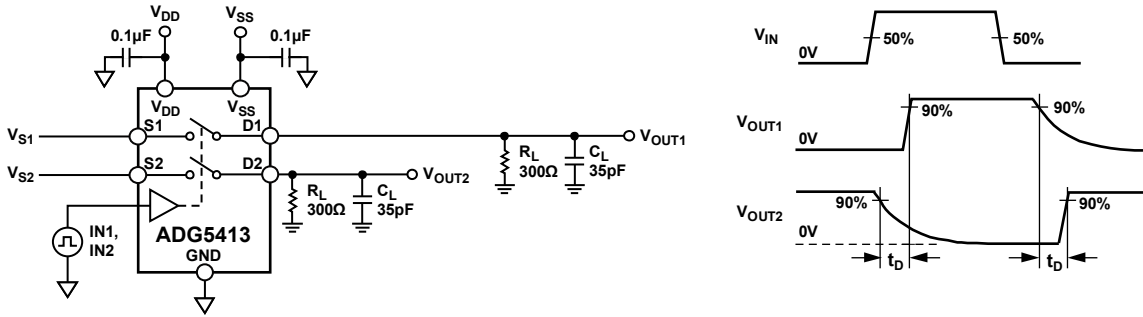 VDD
VSS
0.1µF
0.1µF
VDD
VSS
VS1
S1
D1
VOUT1
RL
300Ω
CL
35pF
VS2
S2
D2
VOUT2
RL
300Ω
CL
35pF
IN1,
IN2
ADG5413
GND
VIN
0V
50%
50%
VOUT1
0V
90%
90%
VOUT2
0V
90%
90%
tD
tD